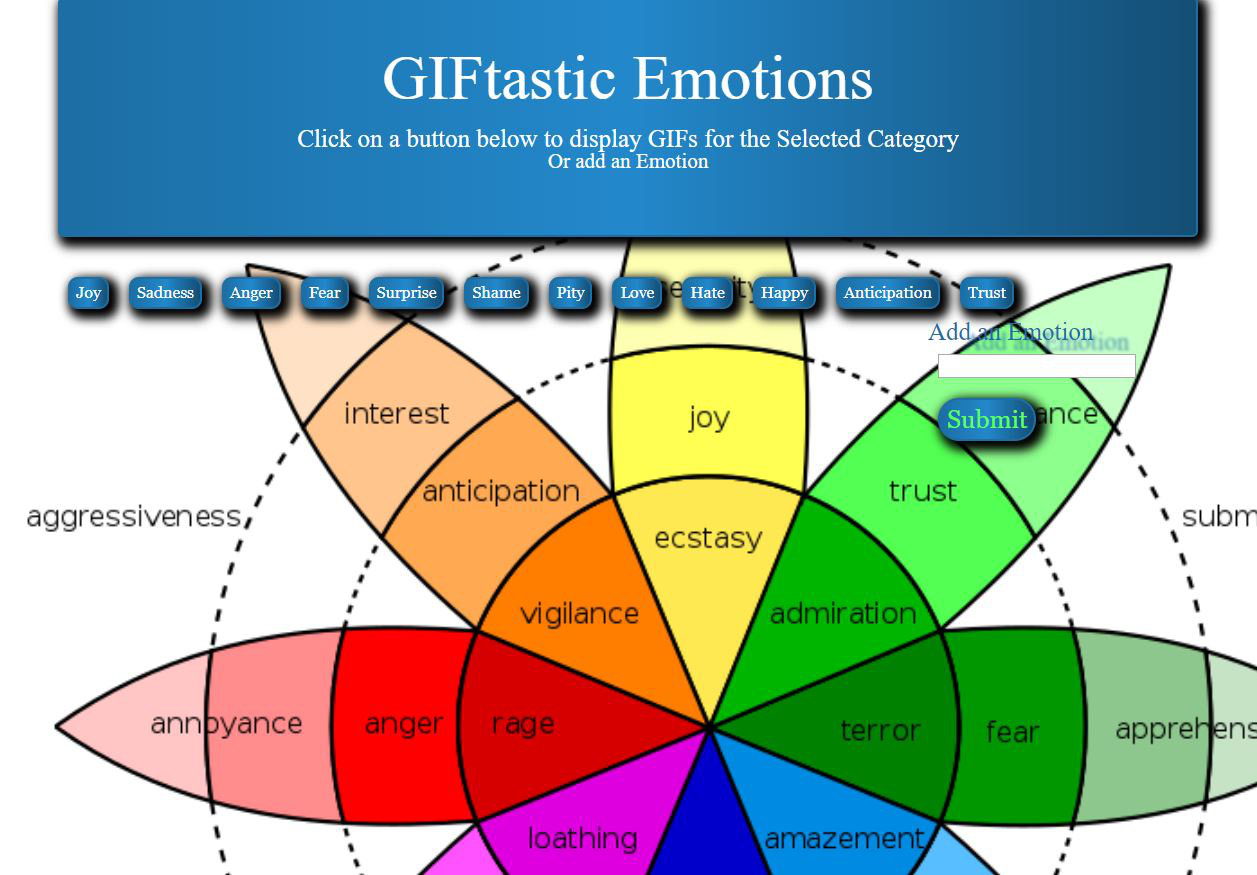 GIFtastic Emotions
Click on a button below to display GIFs for the Selected Category
Or add an Emotion
Joy Sadness Anger Fear Surprise Shame Pity Love Hate Happy Anticipation Trust
Add an Emotion
Submit
interest
joy
anticipation
trust
aggressiveness
subm
ecstasy
vigilance
admiration
annoyance
anger
rage
terror
fear
apprehens
loathing
amazement